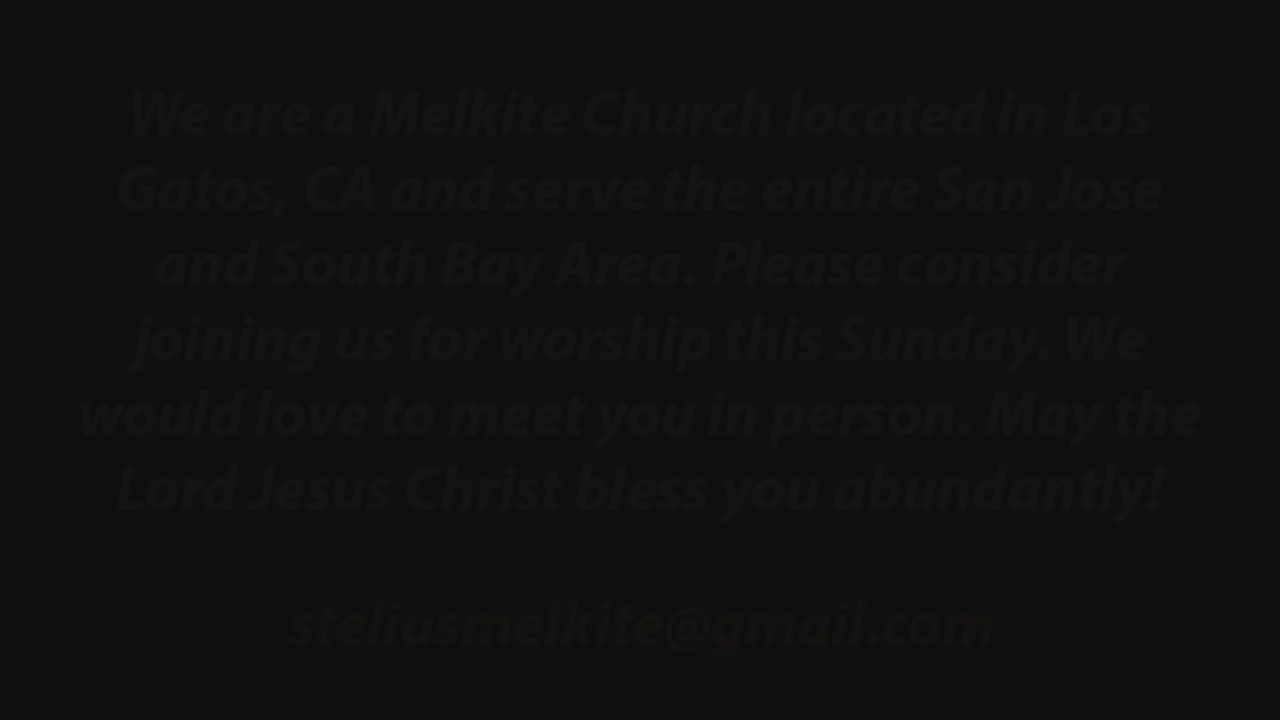 We are a Melkite Church located in Los
Gatos, CA and serve the entire San Jose
and South Bay Area. Please consider
joining us for worship this Sunday. We
would love to meet you in person. May the
Lord Jesus Christ bless you abundantly!
steliasmelkite@gmail.com